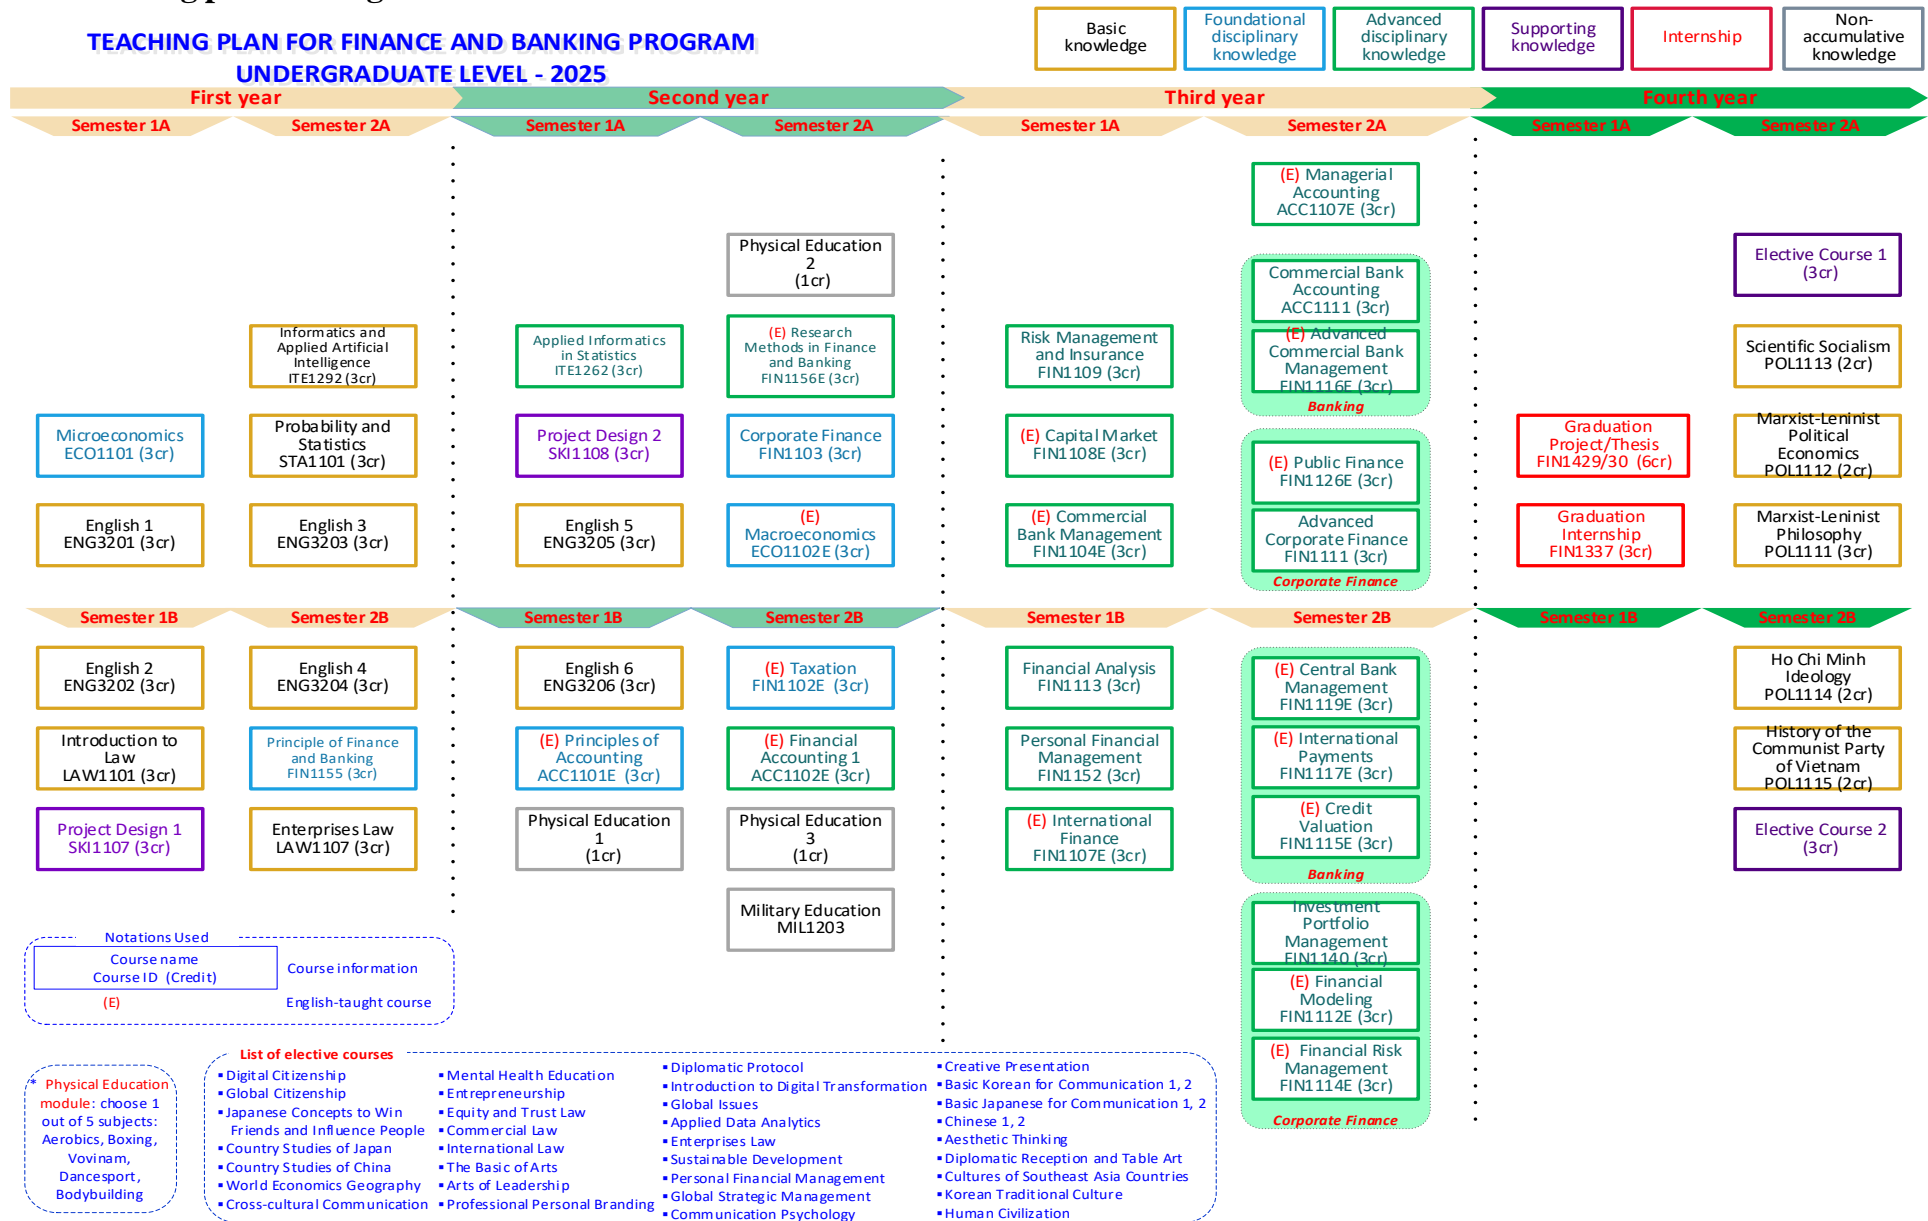 TEACHING PLAN FOR FINANCE AND BANKING PROGRAM
UNDERGRADUATE LEVEL - 2025
Basic
knowledge
Foundational
disciplinary
knowledge
Advanced
disciplinary
knowledge
Supporting
knowledge
Internship
Non-
accumulative
knowledge
First year
Second year
Third year
Fourth year
Semester 1A
Semester 2A
Semester 1A
Semester 2A
Semester 1A
Semester 2A
Semester 1A
Semester 2A
Microeconomics
ECO1101 (3cr)
English 1
ENG3201 (3cr)
Informatics and
Applied Artificial
Intelligence
ITE1292 (3cr)
Probability and
Statistics
STA1101 (3cr)
English 3
ENG3203 (3cr)
Applied Informatics
in Statistics
ITE1262 (3cr)
Project Design 2
SKI1108 (3cr)
English 5
ENG3205 (3cr)
Physical Education
2
(1cr)
(E) Research
Methods in Finance
and Banking
FIN1156E (3cr)
Corporate Finance
FIN1103 (3cr)
(E)
Macroeconomics
ECO1102E (3cr)
Risk Management
and Insurance
FIN1109 (3cr)
(E) Capital Market
FIN1108E (3cr)
(E) Commercial
Bank Management
FIN1104E (3cr)
(E) Managerial
Accounting
ACC1107E (3cr)
Commercial Bank
Accounting
ACC1111 (3cr)
(E) Advanced
Commercial Bank
Management
FIN1116E (3cr)
Banking
(E) Public Finance
FIN1126E (3cr)
Advanced
Corporate Finance
FIN1111 (3cr)
Corporate Finance
Graduation
Project/Thesis
FIN1429/30 (6cr)
Graduation
Internship
FIN1337 (3cr)
Elective Course 1
(3cr)
Scientific Socialism
POL1113 (2cr)
Marxist-Leninist
Political
Economics
POL1112 (2cr)
Marxist-Leninist
Philosophy
POL1111 (3cr)
Semester 1B
Semester 2B
Semester 1B
Semester 2B
Semester 1B
Semester 2B
Semester 1B
Semester 2B
English 2
ENG3202 (3cr)
Introduction to
Law
LAW1101 (3cr)
Project Design 1
SKI1107 (3cr)
English 4
ENG3204 (3cr)
Principle of Finance
and Banking
FIN1155 (3cr)
Enterprises Law
LAW1107 (3cr)
English 6
ENG3206 (3cr)
(E) Principles of
Accounting
ACC1101E (3cr)
Physical Education
1
(1cr)
(E) Taxation
FIN1102E (3cr)
(E) Financial
Accounting 1
ACC1102E (3cr)
Physical Education
3
(1cr)
Military Education
MIL1203
Financial Analysis
FIN1113 (3cr)
Personal Financial
Management
FIN1152 (3cr)
(E) International
Finance
FIN1107E (3cr)
(E) Central Bank
Management
FIN1119E (3cr)
(E) International
Payments
FIN1117E (3cr)
(E) Credit
Valuation
FIN1115E (3cr)
Banking
Investment
Portfolio
Management
FIN1140 (3cr)
(E) Financial
Modeling
FIN1112E (3cr)
(E) Financial Risk
Management
FIN1114E (3cr)
Corporate Finance
Ho Chi Minh
Ideology
POL1114 (2cr)
History of the
Communist Party
of Vietnam
POL1115 (2cr)
Elective Course 2
(3cr)
Notations Used
Course name
Course ID (Credit)
Course information
(E)
English-taught course
* Physical Education
module: choose 1
out of 5 subjects:
Aerobics, Boxing,
Vovinam,
Dancesport,
Bodybuilding
List of elective courses
▪ Digital Citizenship
▪ Global Citizenship
▪ Japanese Concepts to Win
Friends and Influence People
▪ Country Studies of Japan
▪ Country Studies of China
▪ World Economics Geography
▪ Cross-cultural Communication
▪ Mental Health Education
▪ Entrepreneurship
▪ Equity and Trust Law
▪ Commercial Law
▪ International Law
▪ The Basic of Arts
▪ Arts of Leadership
▪ Professional Personal Branding
▪ Diplomatic Protocol
▪ Introduction to Digital Transformation
▪ Global Issues
▪ Applied Data Analytics
▪ Enterprises Law
▪ Sustainable Development
▪ Personal Financial Management
▪ Global Strategic Management
▪ Communication Psychology
▪ Creative Presentation
▪ Basic Korean for Communication 1, 2
▪ Basic Japanese for Communication 1, 2
▪ Chinese 1, 2
▪ Aesthetic Thinking
▪ Diplomatic Reception and Table Art
▪ Cultures of Southeast Asia Countries
▪ Korean Traditional Culture
▪ Human Civilization